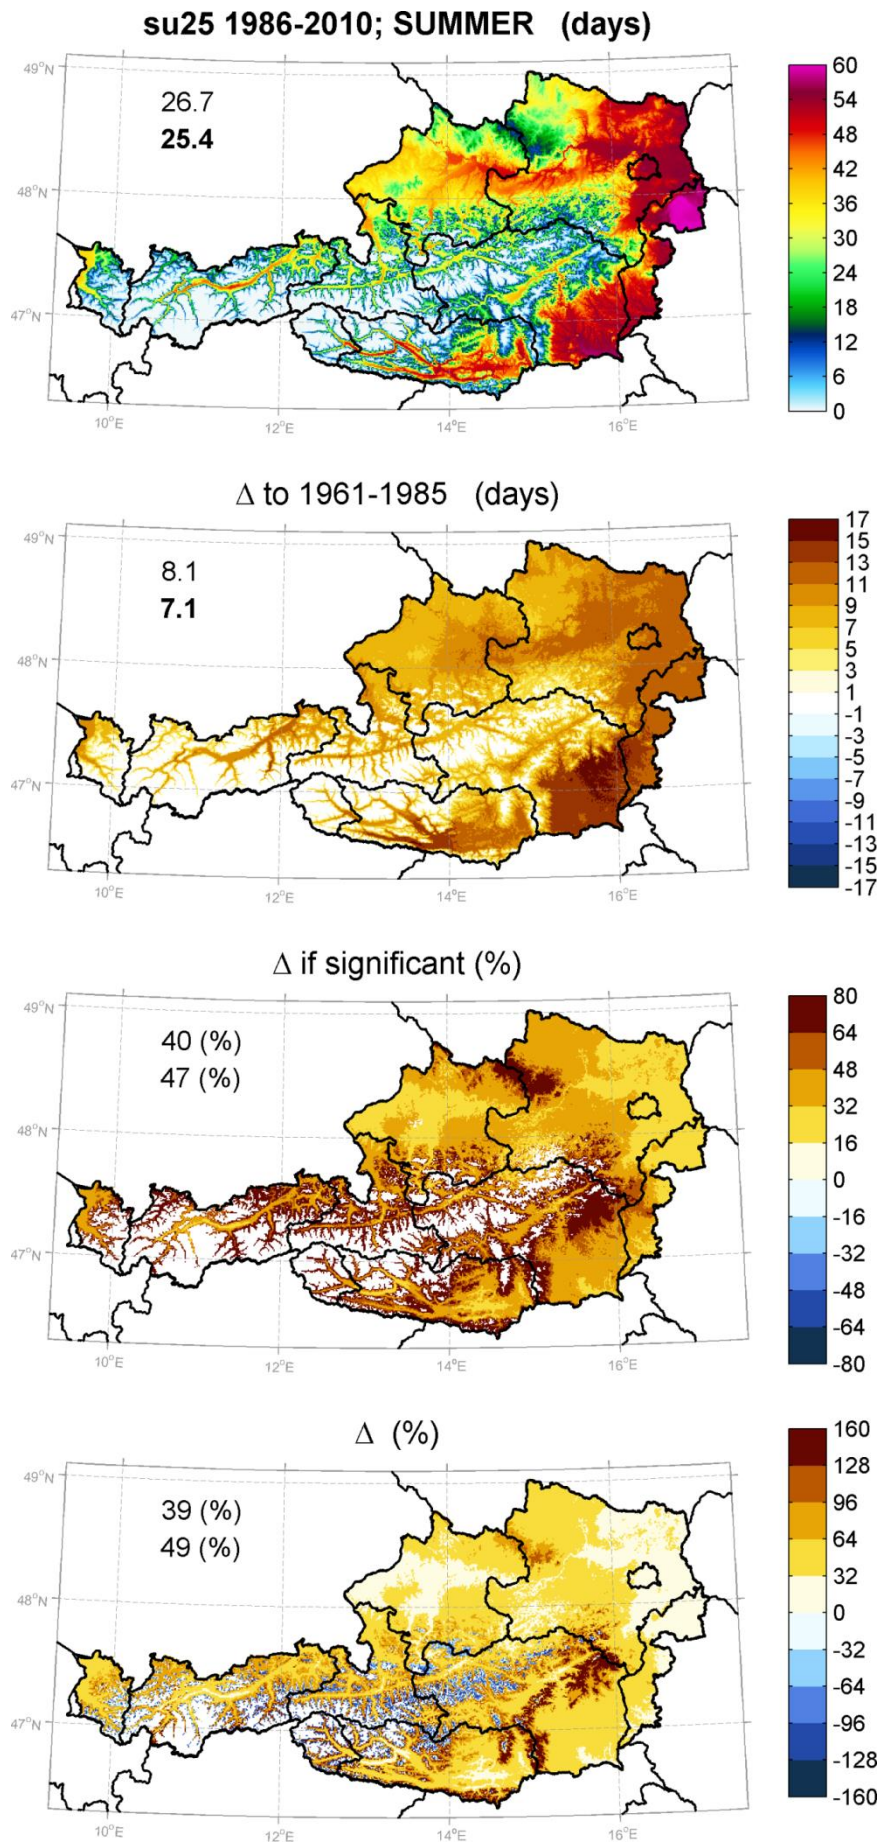 su25 1986-2010; SUMMER (days)
49°N
48°N
47°N
26.7
25.4
10°E
12°E
14°E
16°E
60
54
48
42
36
30
24
18
12
6
0
Δ to 1961-1985 (days)
49°N
48°N
47°N
8.1
7.1
10°E
12°E
14°E
16°E
17
15
13
11
9
7
5
3
1
-1
-3
-5
-7
-9
-11
-13
-15
-17
Δ if significant (%)
49°N
48°N
47°N
40 (%)
47 (%)
10°E
12°E
14°E
16°E
80
64
48
32
16
0
-16
-32
-48
-64
-80
Δ (%)
49°N
48°N
47°N
39 (%)
49 (%)
10°E
12°E
14°E
16°E
160
128
96
64
32
0
-32
-64
-96
-128
-160